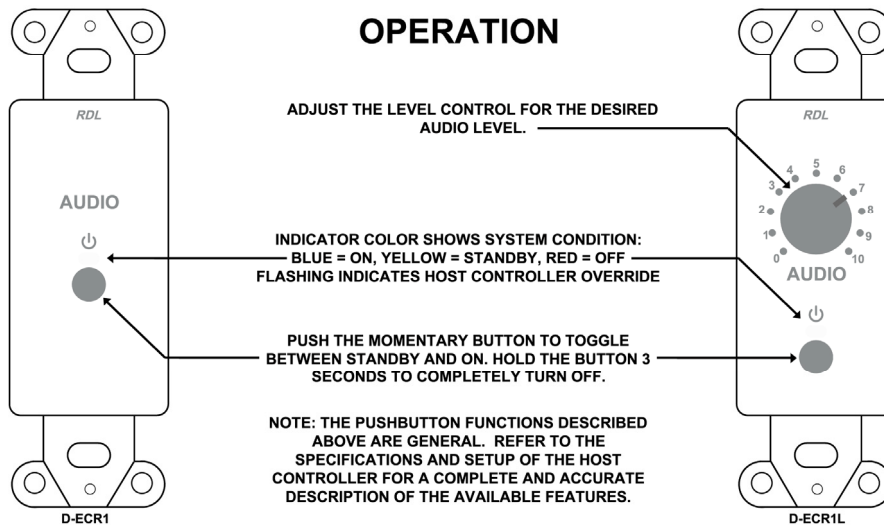 OPERATION
RDL
AUDIO
D-ECR1
ADJUST THE LEVEL CONTROL FOR THE DESIRED
AUDIO LEVEL.
INDICATOR COLOR SHOWS SYSTEM CONDITION:
BLUE = ON, YELLOW = STANDBY, RED = OFF
FLASHING INDICATES HOST CONTROLLER OVERRIDE
PUSH THE MOMENTARY BUTTON TO TOGGLE
BETWEEN STANDBY AND ON. HOLD THE BUTTON 3
SECONDS TO COMPLETELY TURN OFF.
NOTE: THE PUSHBUTTON FUNCTIONS DESCRIBED
ABOVE ARE GENERAL. REFER TO THE
SPECIFICATIONS AND SETUP OF THE HOST
CONTROLLER FOR A COMPLETE AND ACCURATE
DESCRIPTION OF THE AVAILABLE FEATURES.
RDL
0
1
2
3
4
5
6
7
8
9
10
AUDIO
D-ECR1L